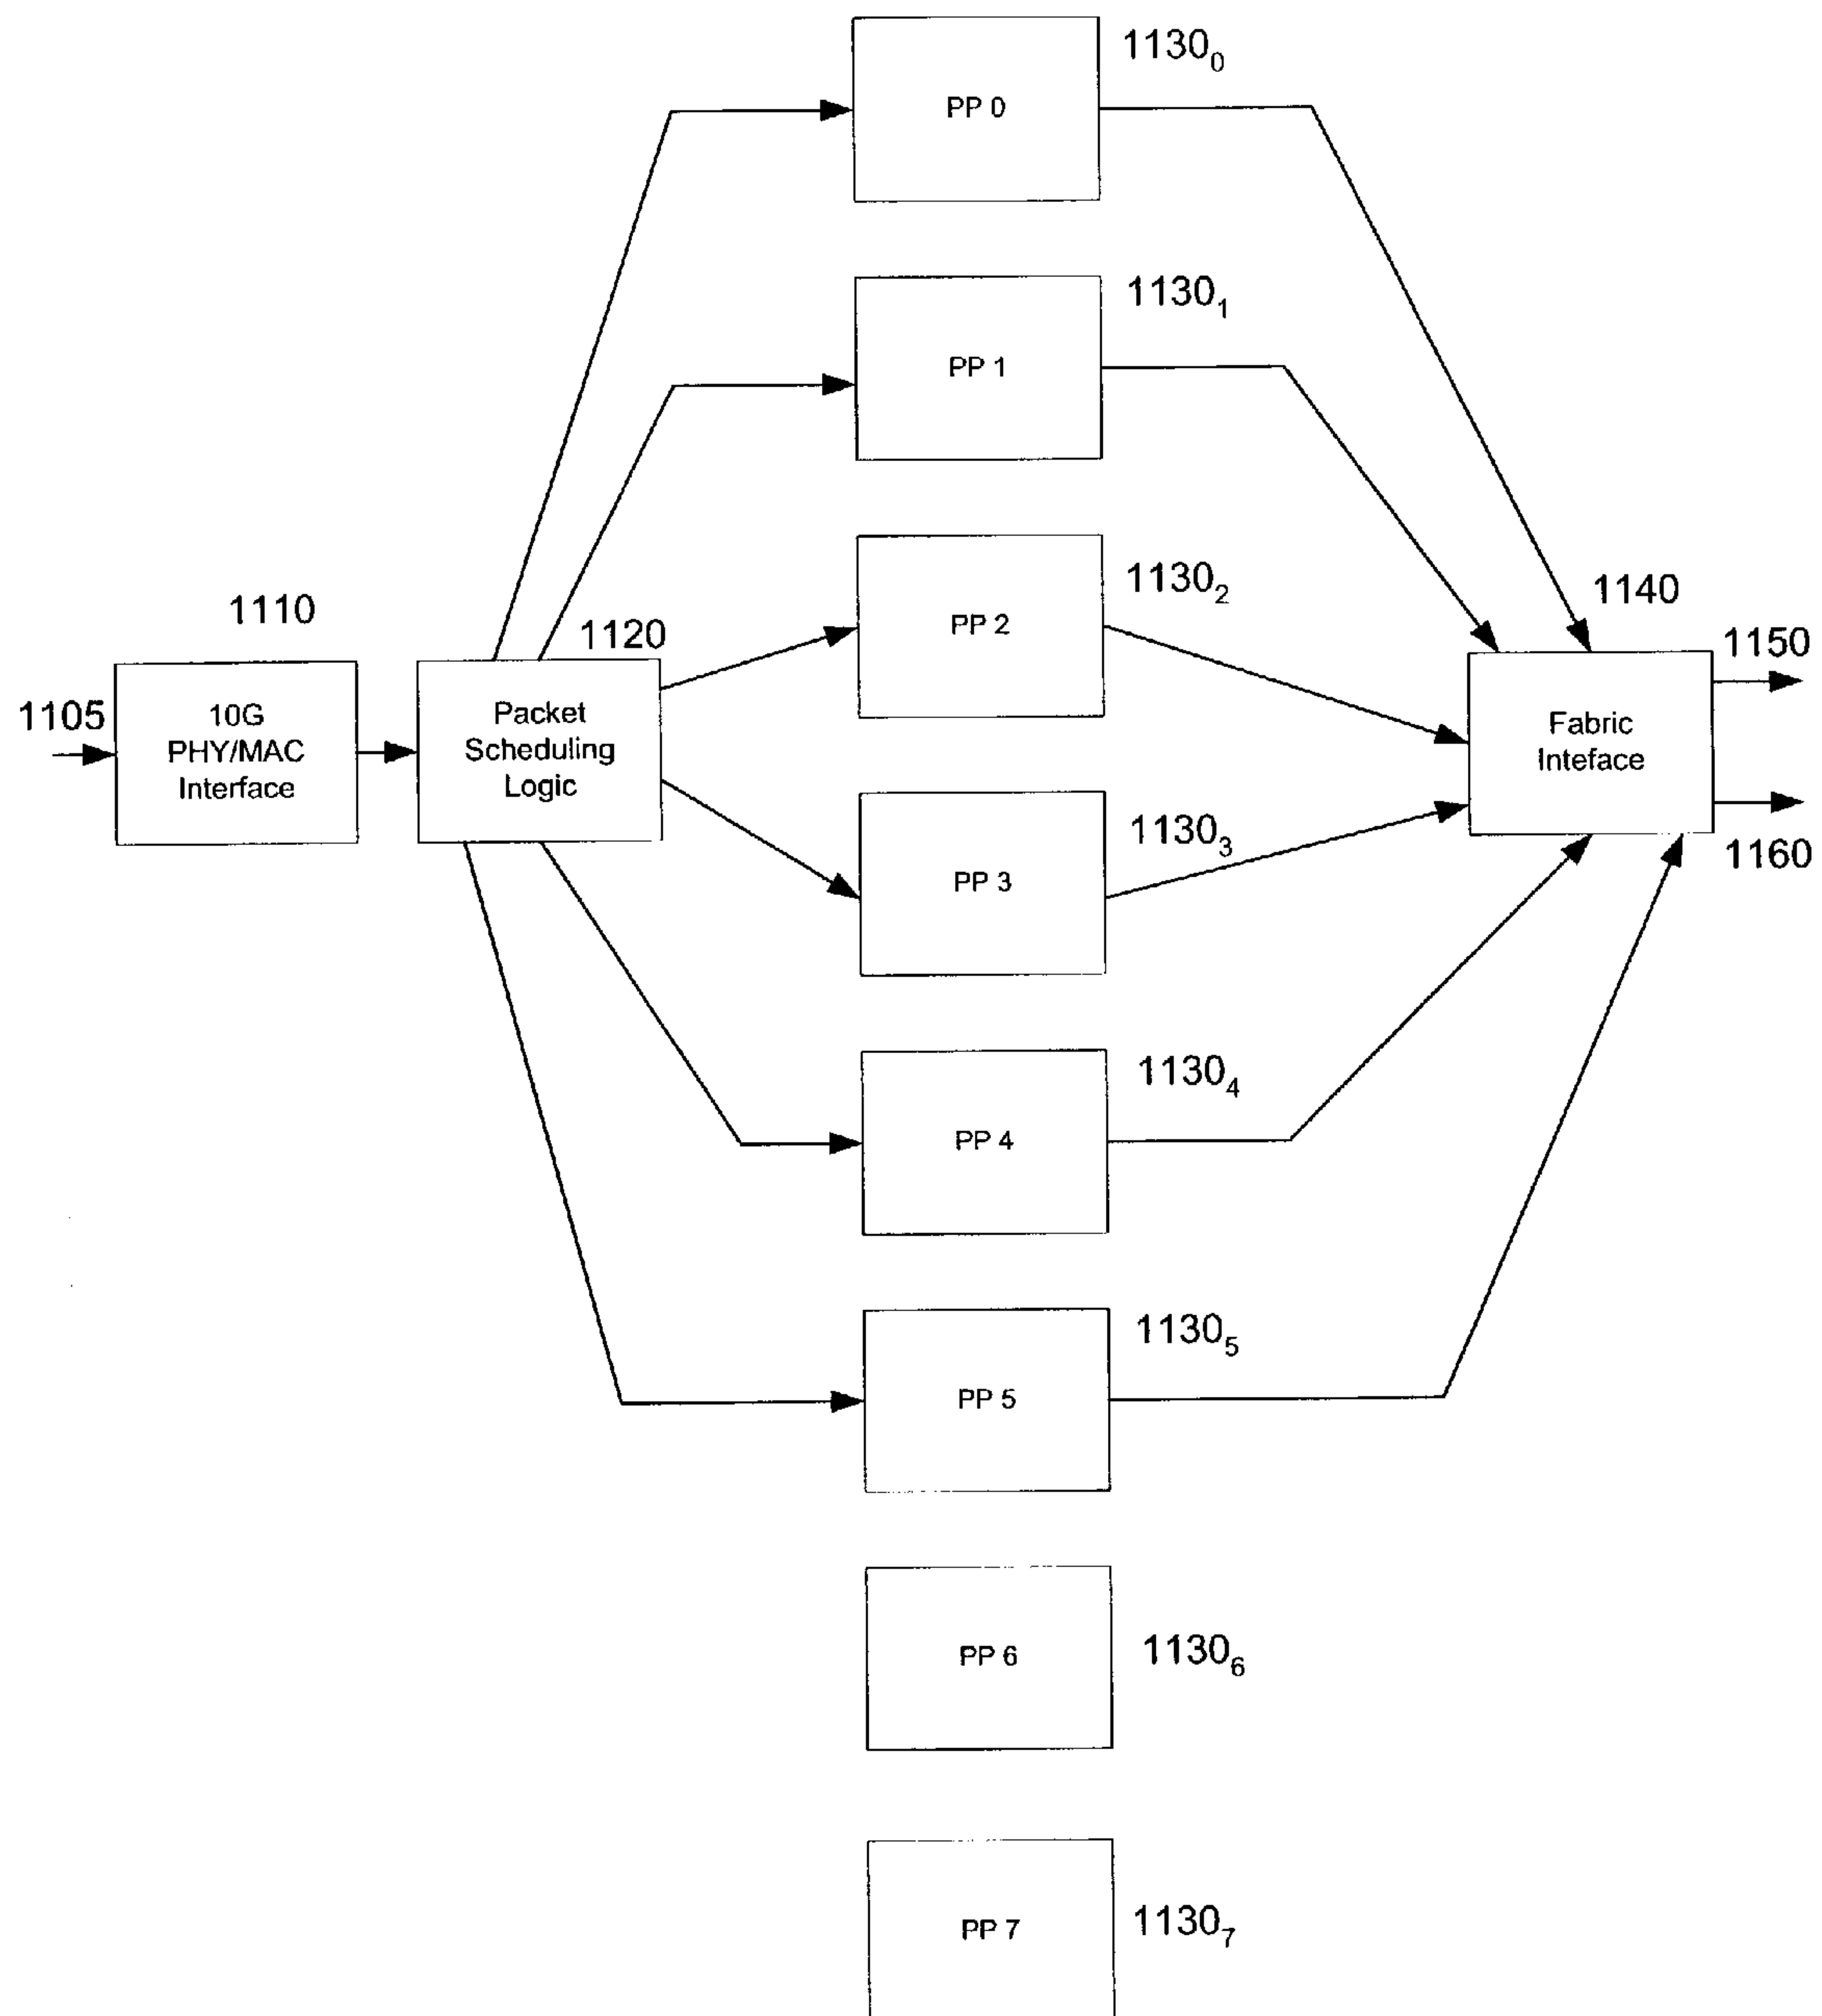 1130₀
PP 0
1130₁
PP 1
1130₂
PP 2
1140
1150
1110
1120
1105
10G
PHY/MAC
Interface
Packet
Scheduling
Logic
Fabric
Inteface
1130₃
PP 3
1160
1130₄
PP 4
1130₅
PP 5
PP 6
1130₆
PP 7
1130₇